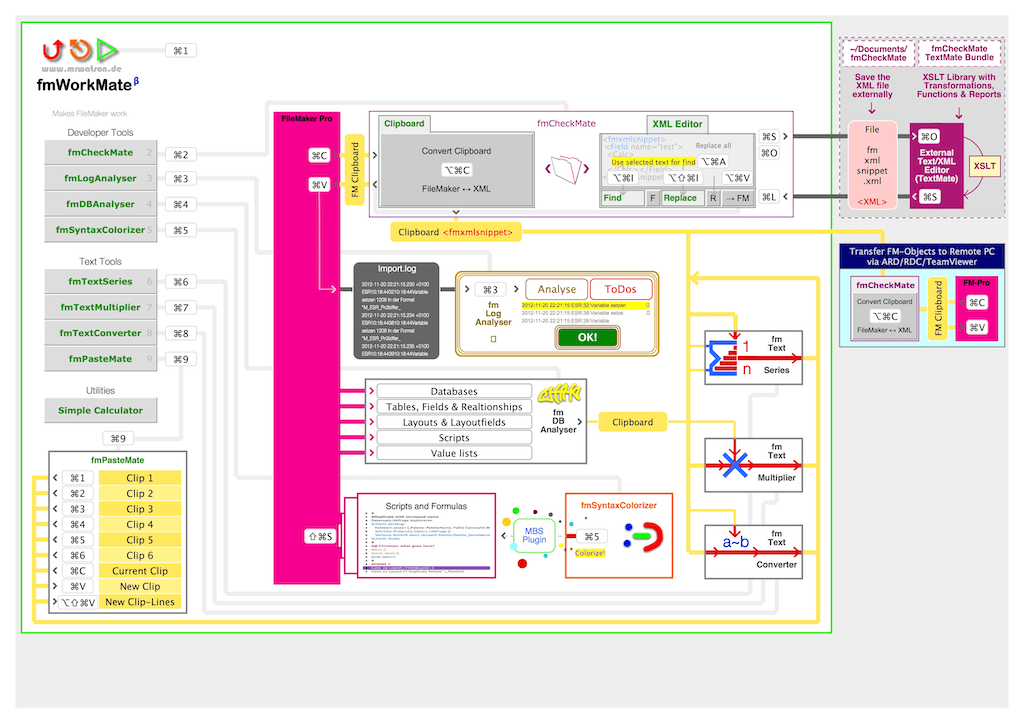 www.mrwatson.de
fmWorkMate β
⌘1
Makes FileMaker work
Developer Tools
fmCheckMate 2
⌘2
fmLogAnalyser 3
⌘3
fmDBAnalyser 4
⌘4
fmSyntaxColorizer 5
⌘5
Text Tools
fmTextSeries 6
⌘6
fmTextMultiplier 7
⌘7
fmTextConverter 8
⌘8
fmPasteMate 9
⌘9
Utilities
Simple Calculator
⌘9
fmPasteMate
⌘1 Clip 1
⌘2 Clip 2
⌘3 Clip 3
⌘4 Clip 4
⌘5 Clip 5
⌘6 Clip 6
⌘C Current Clip
⌘V New Clip
⌥⇧⌘V New Clip-Lines
FileMaker Pro
⌘C
⌘V
⇧⌘S
FM Clipboard
fmCheckMate
Clipboard
Convert Clipboard
⌥⌘C
FileMaker ↔ XML
XML Editor
<fmxmlsnippet>
<Field name="test">
<Calc>
Replace all
Use selected text for find
⌥⌘A
⌥⌘I
⌥⇧⌘I
⌥⌘V
Find
F
Replace
R
→ FM
⌘S
⌘O
⌘L
Clipboard <fmxmlsnippet>
Import.log
2012-11-20 22:21:15.230 +0100
ESR10:18:443210:18:44Variable
setzen 1208 in der Formel
2012-11-20 22:21:15.234 +0100
ESR10:18:443810:18:44Variable
setzen 1208 in der Formel
2012-11-20 22:21:15.235 +0100
ESR10:18:443910:18:44Variable
⌘3
fm
Log
Analyser
Analyse
ToDos
2012-11-20 22:21:15 ESR:32:Variable setzen
2012-11-20 22:21:15 ESR:38:Variable setze
2012-11-20 22:21:15 ESR:39:Variable
OK!
Databases
Tables, Fields & Realtionships
Layouts & Layoutfields
Scripts
Value lists
fm
DB
Analyser
Clipboard
Scripts and Formulas
MBS
Plugin
fmSyntaxColorizer
⌘5
Colorize!
1
n
fm
Text
Series
fm
Text
Multiplier
a~b
fm
Text
Converter
~/Documents/
fmCheckMate
fmCheckMate
TextMate Bundle
Save the
XML file
externally
XSLT Library with
Transformations,
Functions & Reports
File
fm
xml
snippet
.xml
<XML>
⌘O
External
Text/XML
Editor
(TextMate)
⌘S
XSLT
Transfer FM-Objects to Remote PC
via ARD/RDC/TeamViewer
fmCheckMate
Convert Clipboard
⌥⌘C
FileMaker ↔ XML
FM Clipboard
FM-Pro
⌘C
⌘V